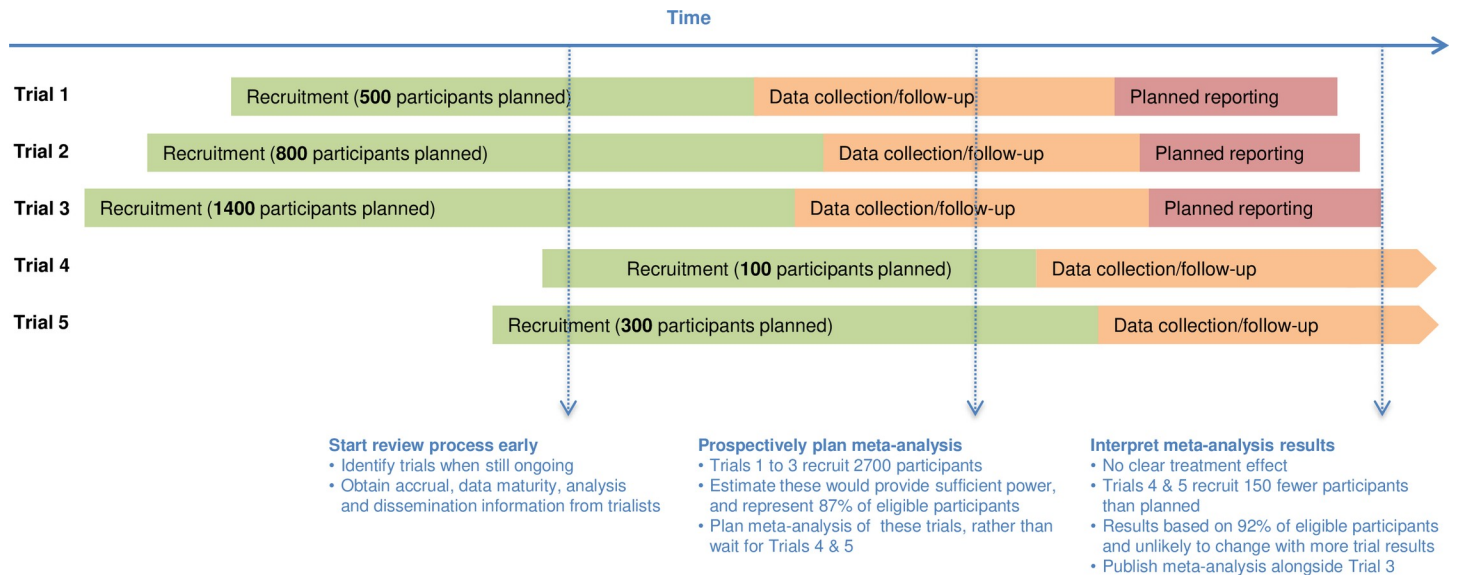 Time
Trial 1
Recruitment (500 participants planned)
Data collection/follow-up
Planned reporting
Trial 2
Recruitment (800 participants planned)
Data collection/follow-up
Planned reporting
Trial 3
Recruitment (1400 participants planned)
Data collection/follow-up
Planned reporting
Trial 4
Recruitment (100 participants planned)
Data collection/follow-up
Trial 5
Recruitment (300 participants planned)
Data collection/follow-up
Start review process early
• Identify trials when still ongoing
• Obtain accrual, data maturity, analysis
and dissemination information from trialists
Prospectively plan meta-analysis
• Trials 1 to 3 recruit 2700 participants
• Estimate these would provide sufficient power,
and represent 87% of eligible participants
• Plan meta-analysis of these trials, rather than
wait for Trials 4 & 5
Interpret meta-analysis results
• No clear treatment effect
• Trials 4 & 5 recruit 150 fewer participants
than planned
• Results based on 92% of eligible participants
and unlikely to change with more trial results
• Publish meta-analysis alongside Trial 3